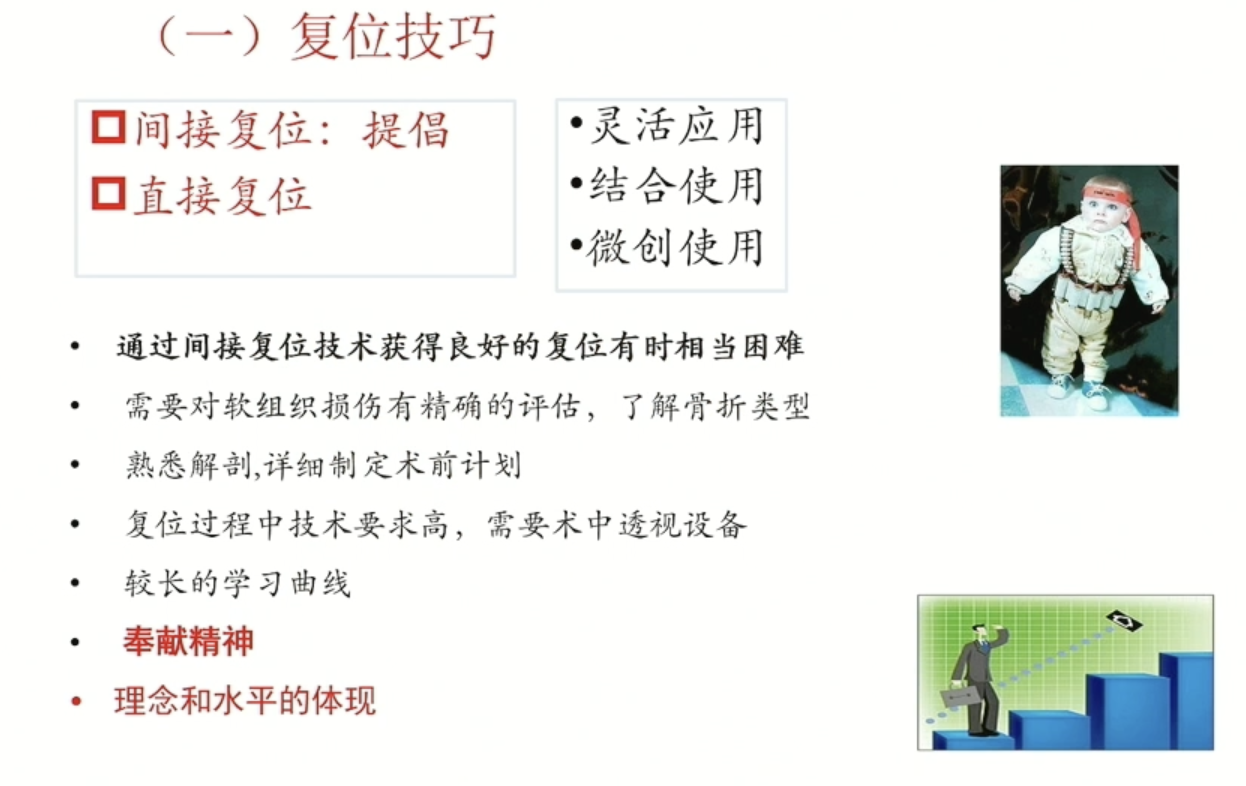 （一）复位技巧
间接复位：提倡
直接复位
•灵活应用
•结合使用
•微创使用
• 通过间接复位技术获得良好的复位有时相当困难
• 需要对软组织损伤有精确的评估，了解骨折类型
• 熟悉解剖,详细制定术前计划
• 复位过程中技术要求高，需要术中透视设备
• 较长的学习曲线
• 奉献精神
• 理念和水平的体现